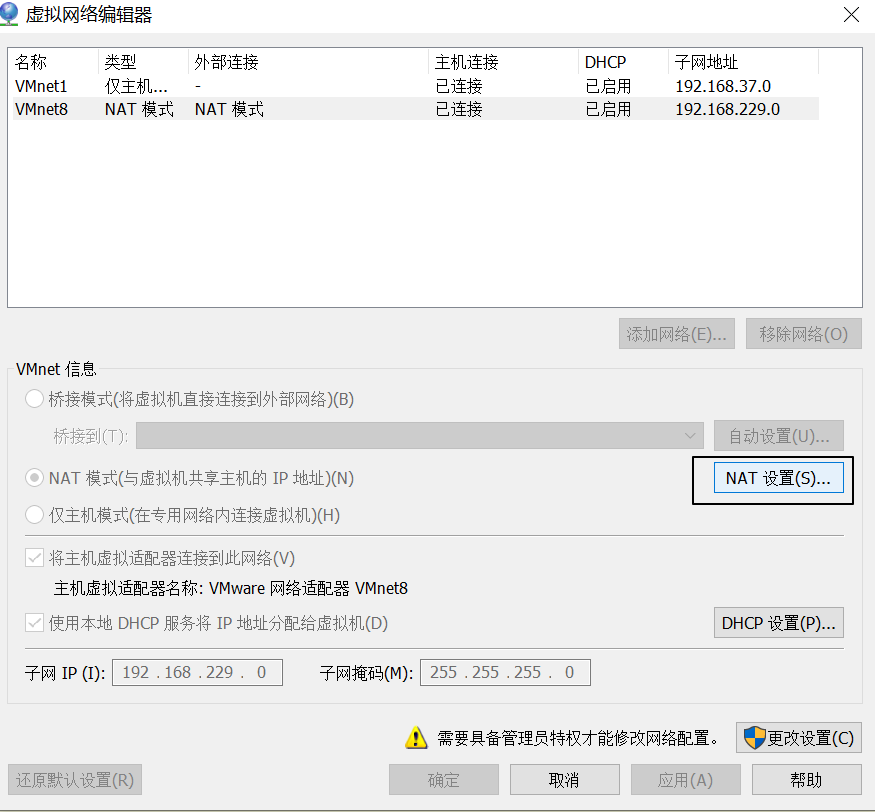 虚拟网络编辑器
名称 类型 外部连接 主机连接 DHCP 子网地址
VMnet1 仅主机... - 已连接 已启用 192.168.37.0
VMnet8 NAT 模式 NAT 模式 已连接 已启用 192.168.229.0
添加网络(E)... 移除网络(O)
VMnet 信息
桥接模式(将虚拟机直接连接到外部网络)(B)
桥接到(T): 自动设置(U)...
NAT 模式(与虚拟机共享主机的 IP 地址)(N) NAT 设置(S)...
仅主机模式(在专用网络内连接虚拟机)(H)
将主机虚拟适配器连接到此网络(V)
主机虚拟适配器名称: VMware 网络适配器 VMnet8
使用本地 DHCP 服务将 IP 地址分配给虚拟机(D) DHCP 设置(P)...
子网 IP (I): 192 . 168 . 229 . 0 子网掩码(M): 255 . 255 . 255 . 0
需要具备管理员特权才能修改网络配置。 更改设置(C)
还原默认设置(R) 确定 取消 应用(A) 帮助